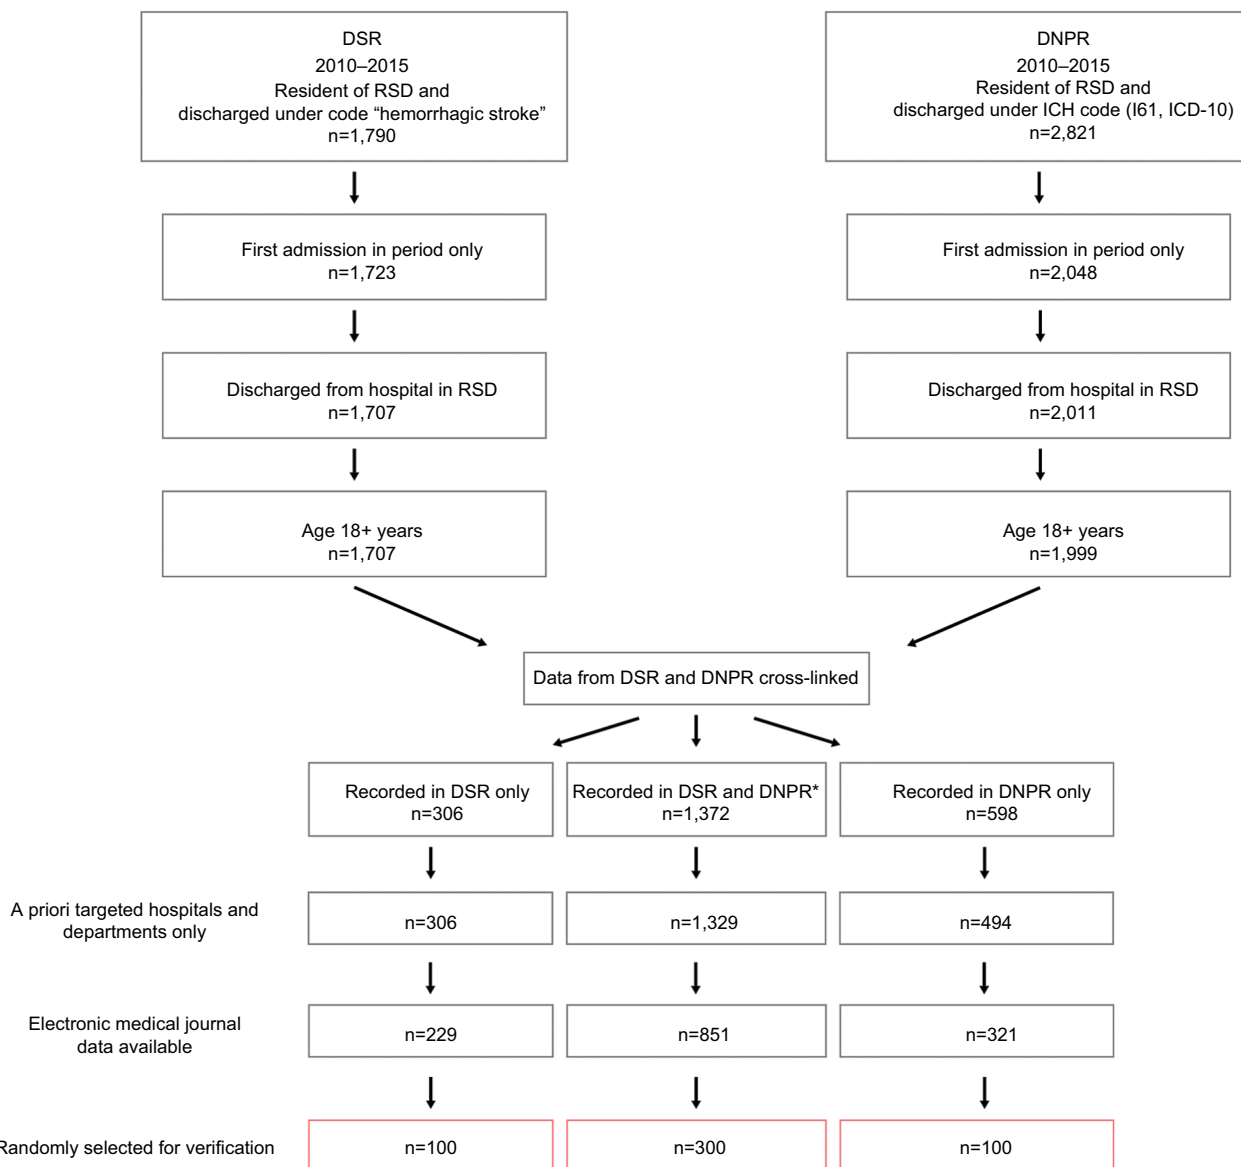 DSR
2010–2015
Resident of RSD and
discharged under code “hemorrhagic stroke”
n=1,790
DNPR
2010–2015
Resident of RSD and
discharged under ICH code (I61, ICD-10)
n=2,821
First admission in period only
n=1,723
First admission in period only
n=2,048
Discharged from hospital in RSD
n=1,707
Discharged from hospital in RSD
n=2,011
Age 18+ years
n=1,707
Age 18+ years
n=1,999
Data from DSR and DNPR cross-linked
Recorded in DSR only
n=306
Recorded in DSR and DNPR*
n=1,372
Recorded in DNPR only
n=598
A priori targeted hospitals and
departments only
n=306
n=1,329
n=494
Electronic medical journal
data available
n=229
n=851
n=321
Randomly selected for verification
n=100
n=300
n=100